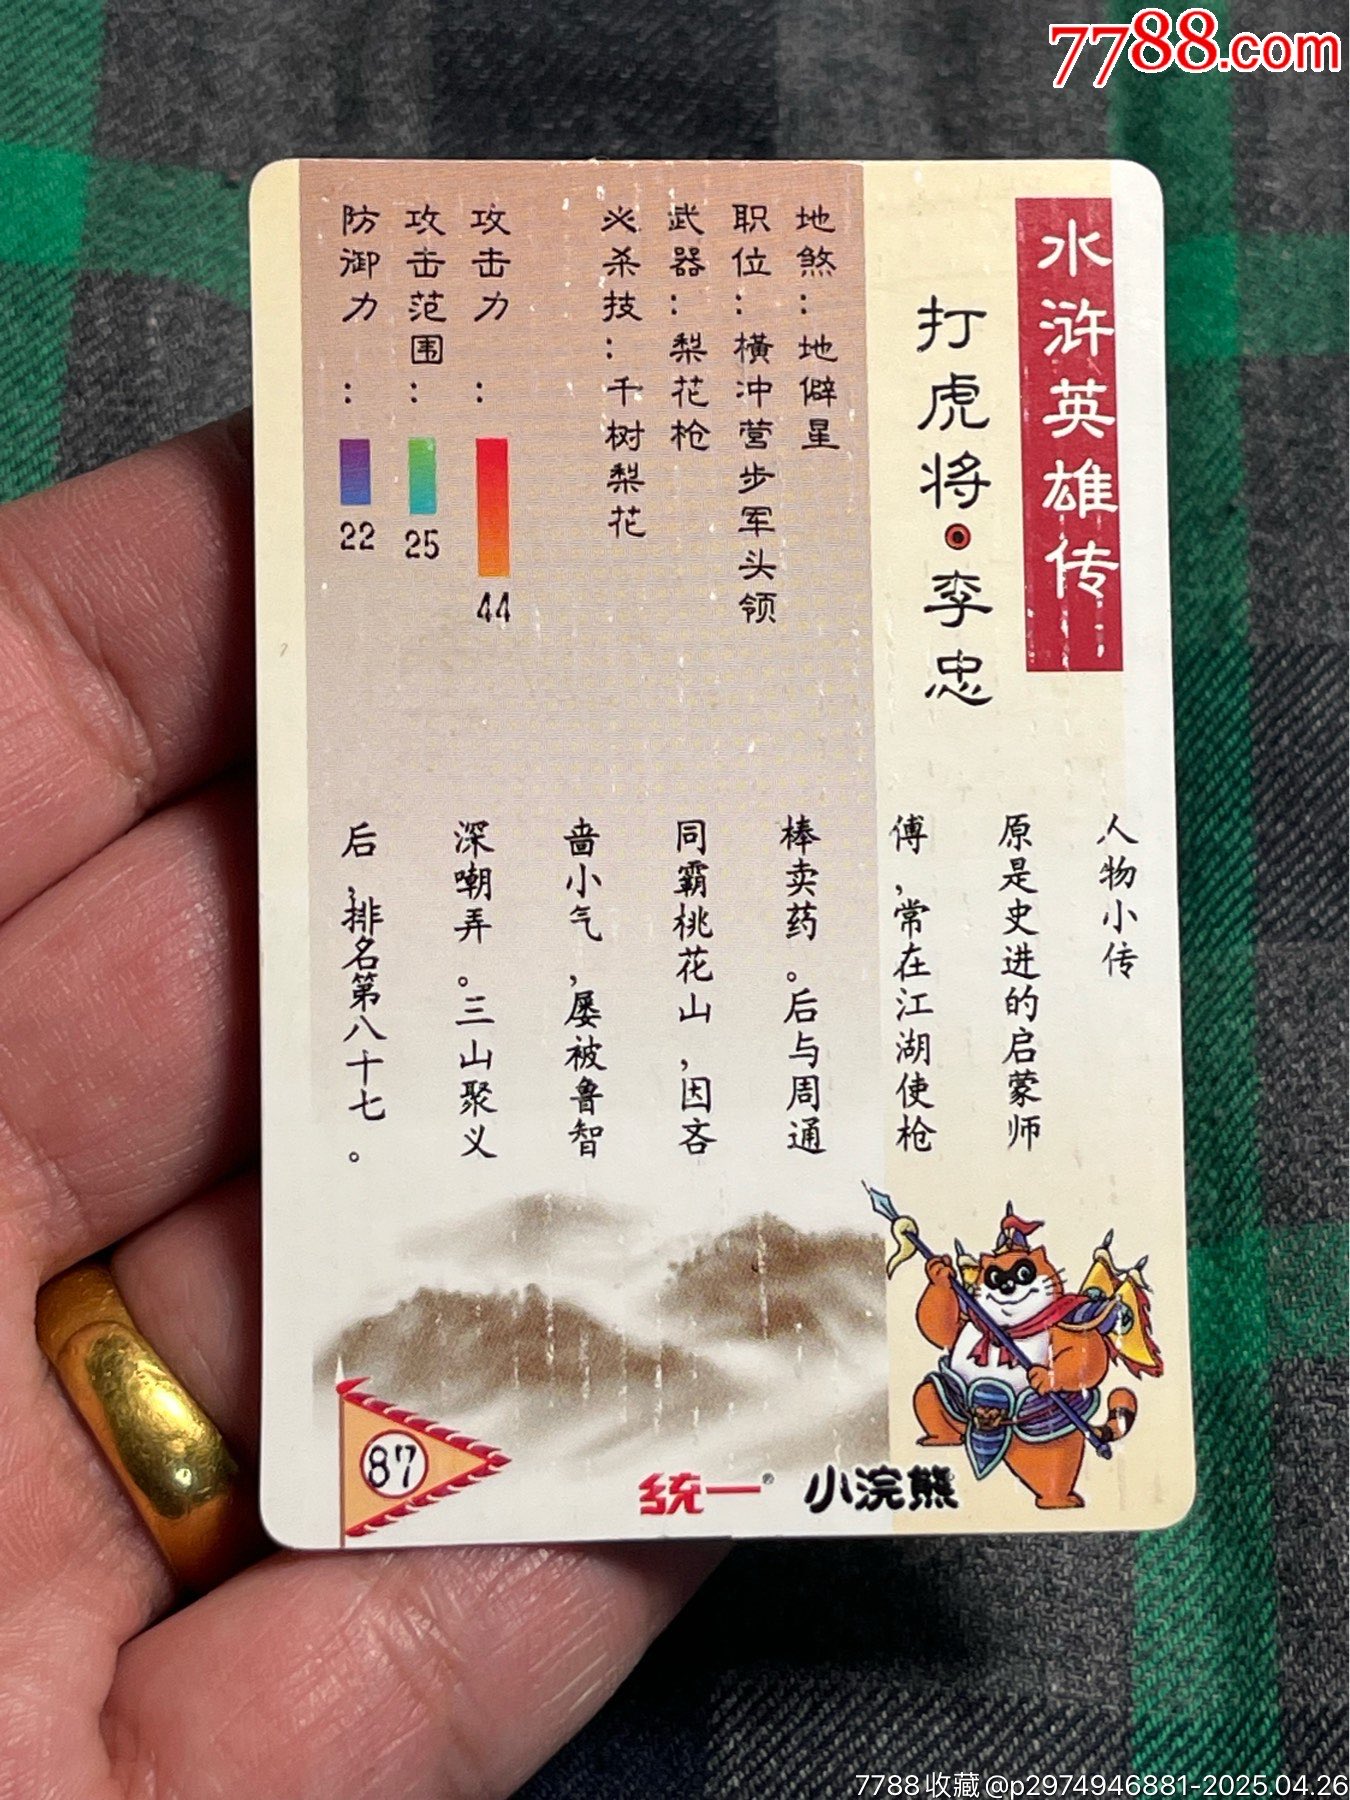 7788.com
水浒英雄传
打虎将·李忠
地煞：地僻星
职位：横冲营步军头领
武器：梨花枪
必杀技：千树梨花
攻击力：44
攻击范围：25
防御力：22
人物小传
原是史进的启蒙师
傅，常在江湖使枪
棒卖药。后与周通
同霸桃花山，因吝
啬小气，屡被鲁智
深嘲弄。三山聚义
后，排名第八十七。
87
统一®
小浣熊
7788收藏@p2974946881-2025.04.26